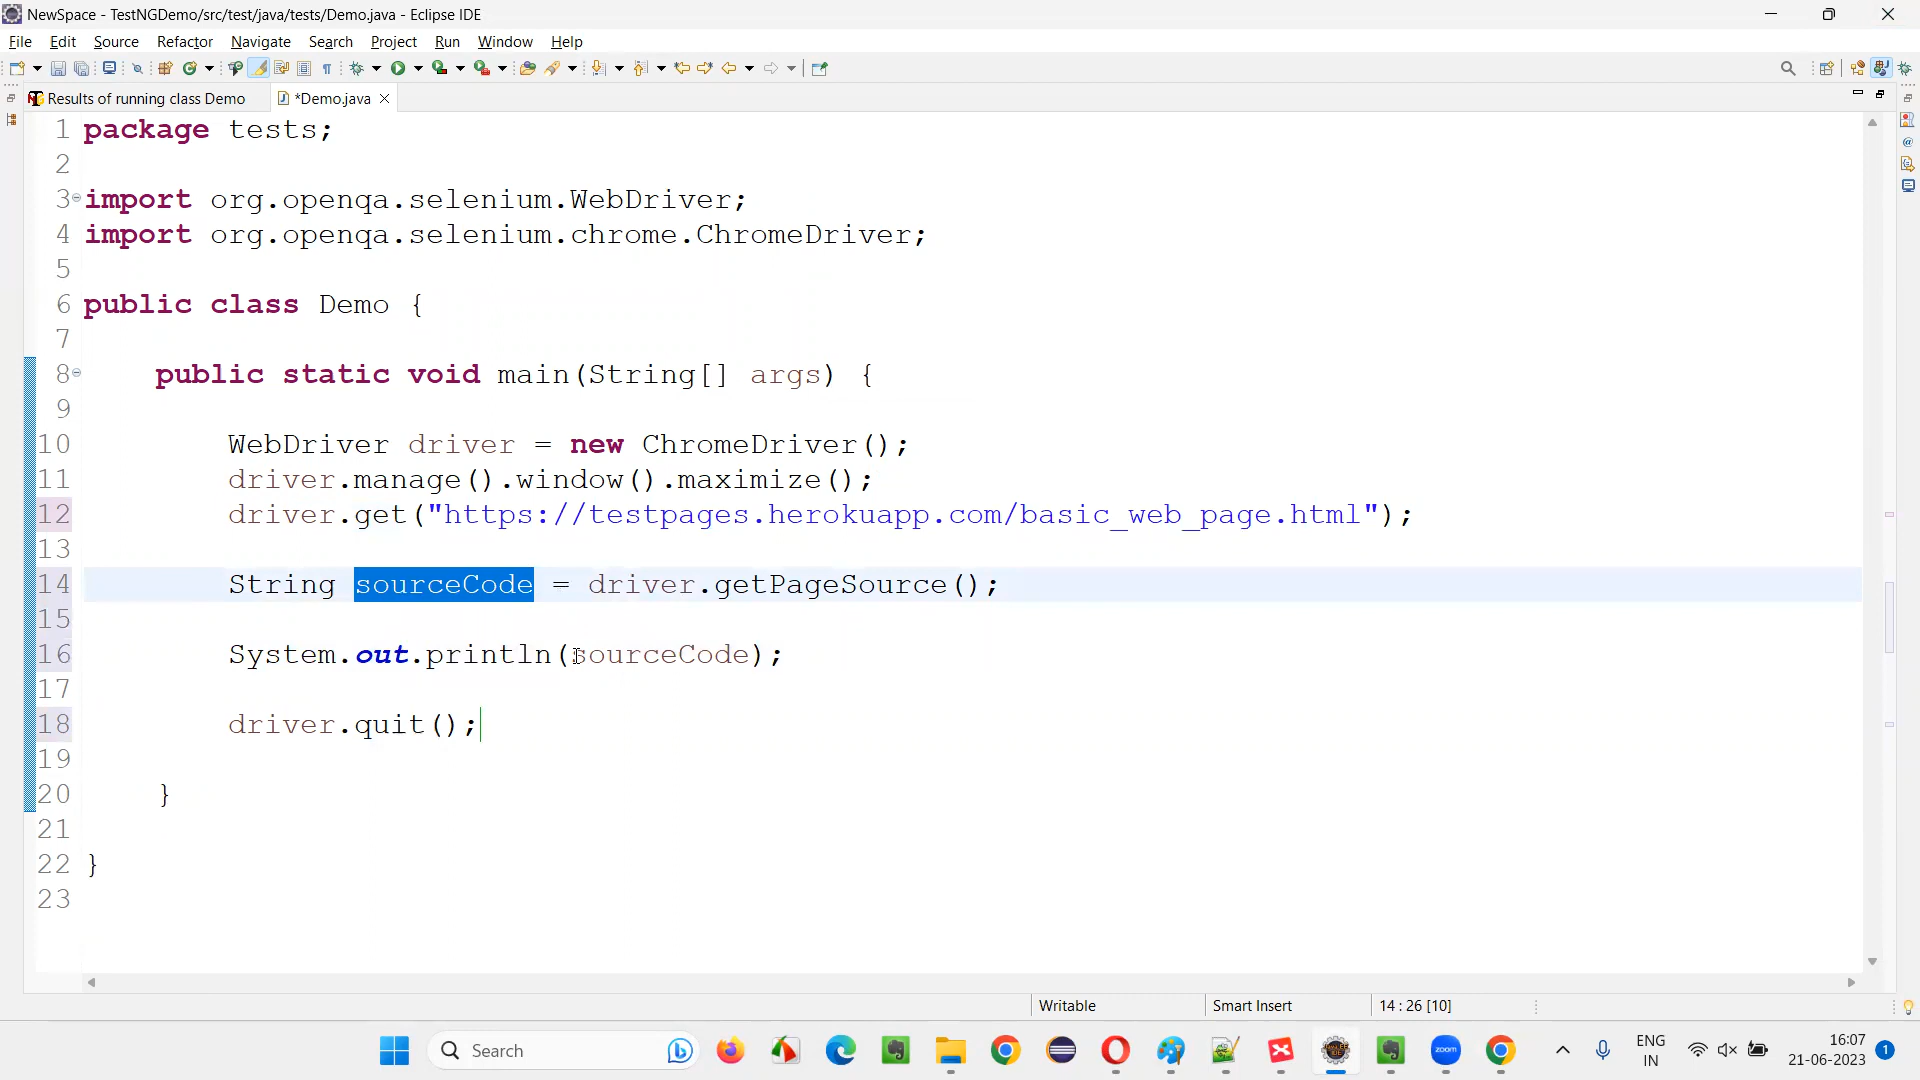 NewSpace - TestNGDemo/src/test/java/tests/Demo.java - Eclipse IDE
File Edit Source Refactor Navigate Search Project Run Window Help
Results of running class Demo *Demo.java
1 package tests;
2
3 import org.openqa.selenium.WebDriver;
4 import org.openqa.selenium.chrome.ChromeDriver;
5
6 public class Demo {
7
8 public static void main(String[] args) {
9
10 WebDriver driver = new ChromeDriver();
11 driver.manage().window().maximize();
12 driver.get("https://testpages.herokuapp.com/basic_web_page.html");
13
14 String sourceCode = driver.getPageSource();
15
16 System.out.println(sourceCode);
17
18 driver.quit();
19
20 }
21
22 }
23
Writable Smart Insert 14 : 26 [10]
Search zoom ENG IN 16:07 21-06-2023 1